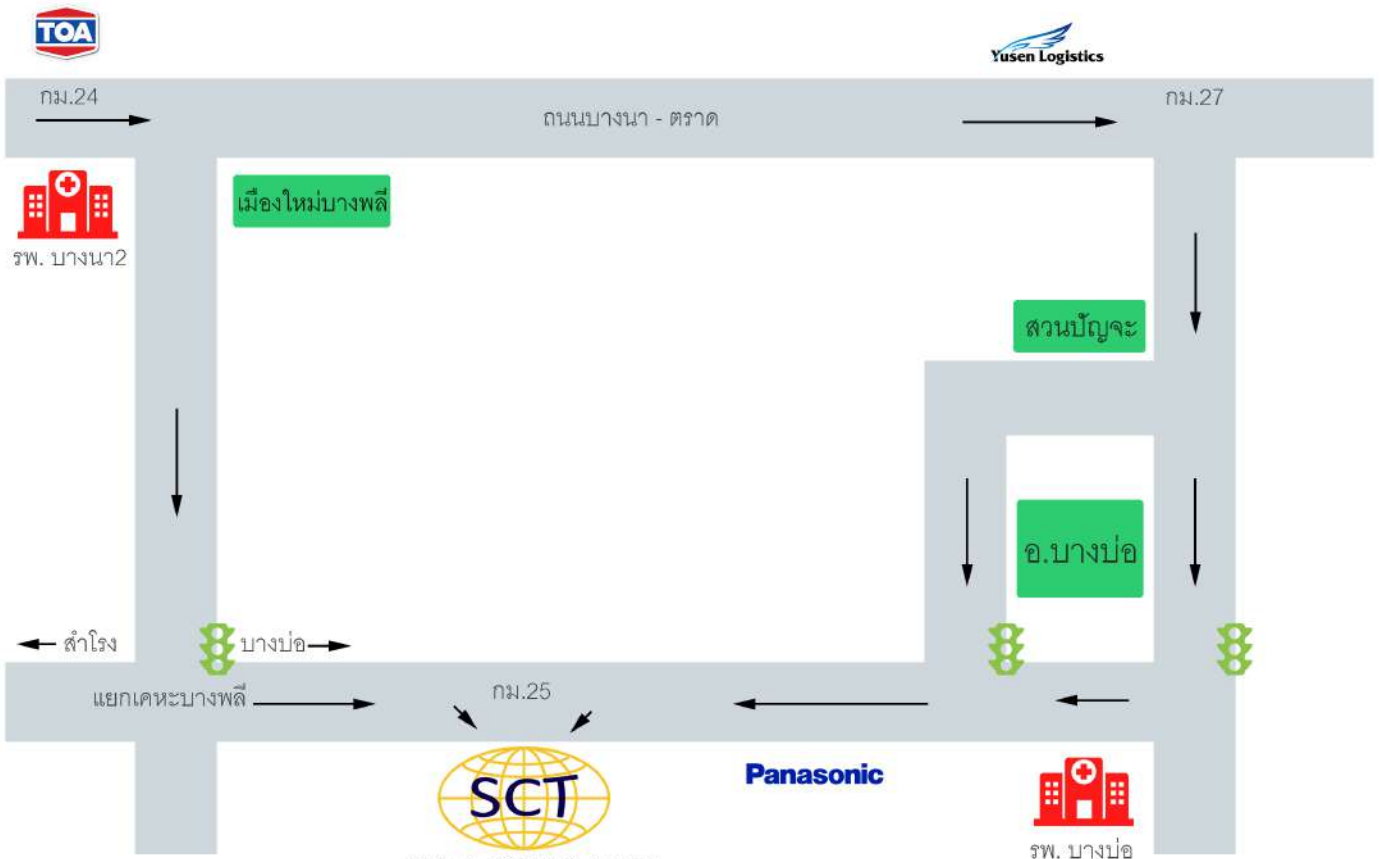 TOA
Yusen Logistics
กม.24
กม.27
ถนนบางนา - ตราด
เมืองใหม่บางพลี
รพ. บางนา2
สวนปัญจะ
อ.บางบ่อ
สำโรง
บางบ่อ
แยกเคหะบางพลี
กม.25
SCT
Panasonic
รพ. บางบ่อ